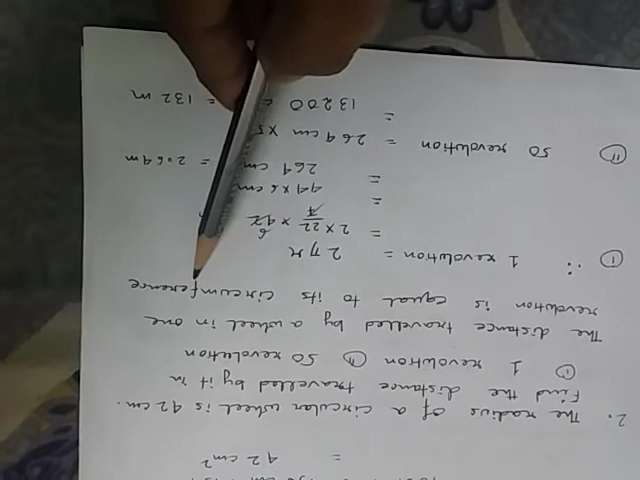 = 42 cm²
2. The radius of a circular wheel is 42 cm.
Find the distance travelled by it in
(i) 1 revolution (ii) 50 revolution
The distance travelled by a wheel in one
revolution is equal to its circumference
(i) ∴ 1 revolution = 2πr
= 2 × 22/7 × 42 6
= 44 × 6 cm
= 264 cm = 2.64 m
(ii) 50 revolution = 264 cm × 5
= 13200 c = 132 m